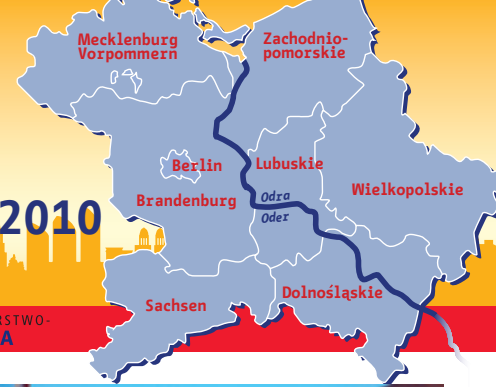 Mecklenburg
Vorpommern
Zachodnio-
pomorskie
Berlin
Lubuskie
Brandenburg
Wielkopolskie
Odra
Oder
2010
Sachsen
Dolnośląskie
RSTWO-
A